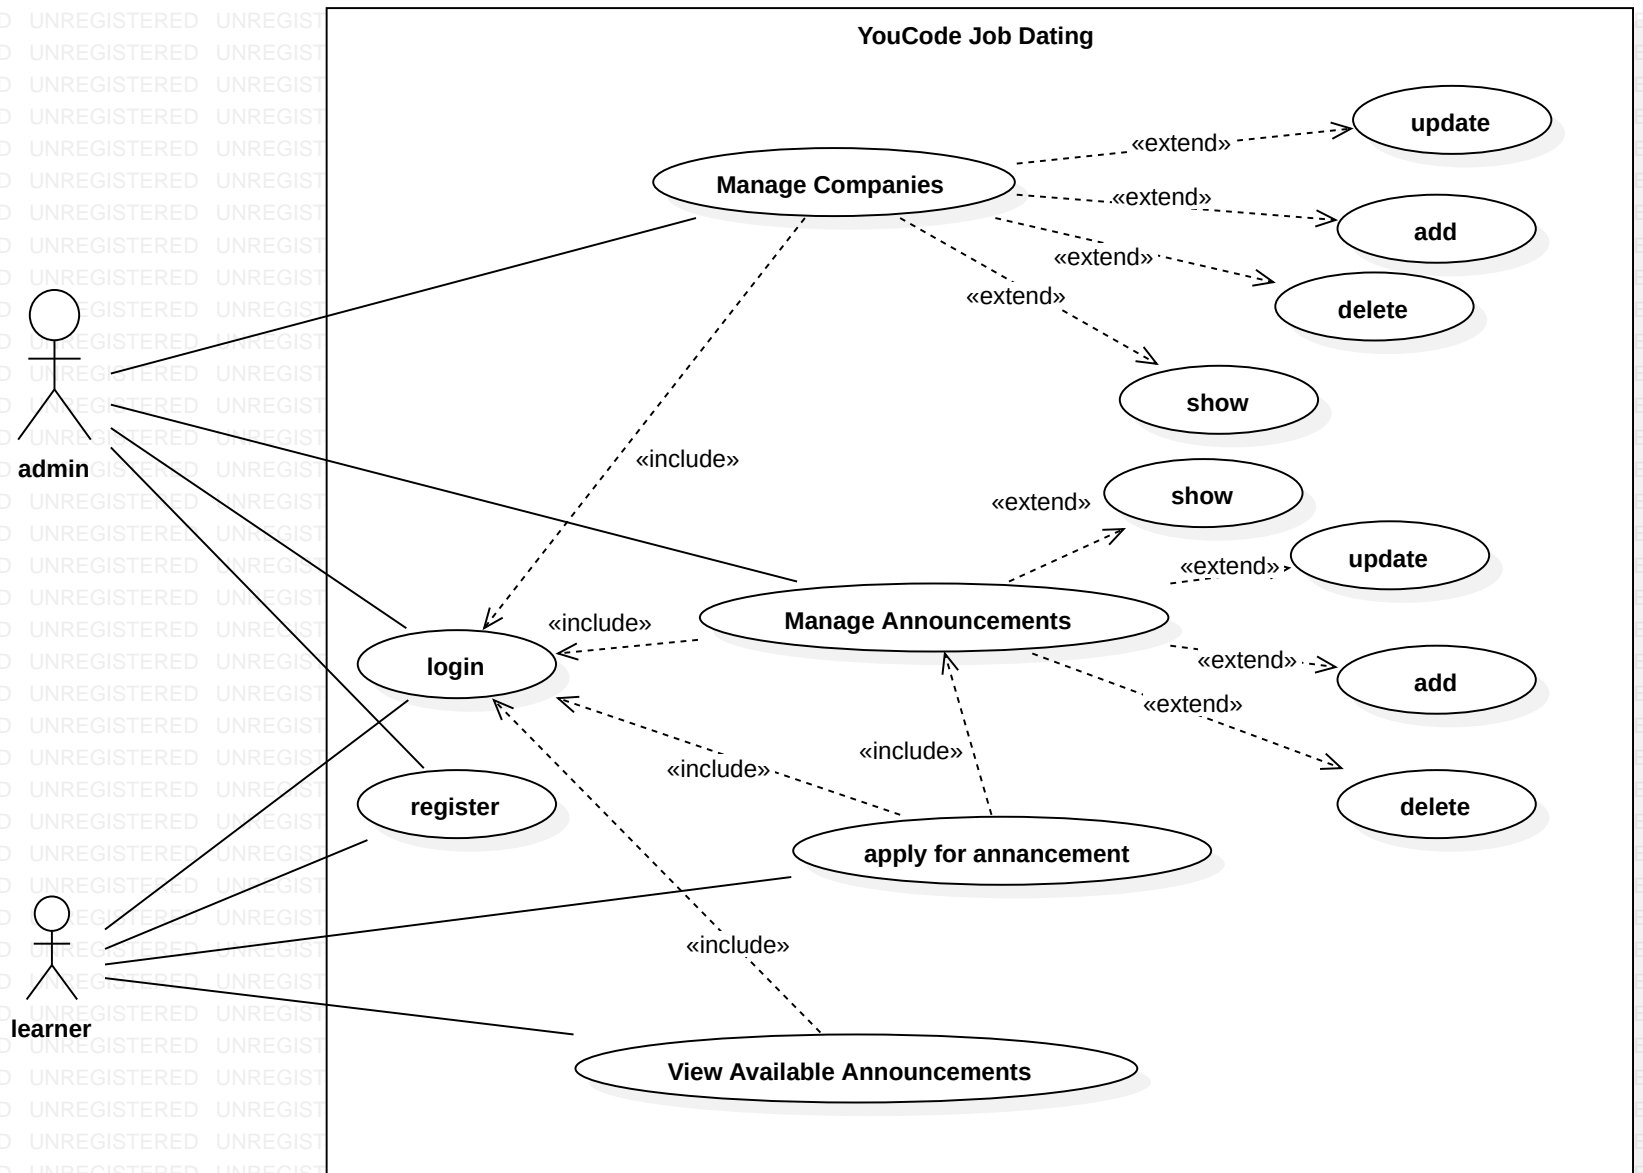 YouCode Job Dating
update
«extend»
Manage Companies
«extend»
add
«extend»
«extend»
delete
show
admin
«include»
show
«extend»
update
«extend»
Manage Announcements
«include»
login
«extend»
add
«extend»
«include»
«include»
register
delete
apply for annancement
«include»
learner
View Available Announcements
UNREGISTERED UNREGISTERED